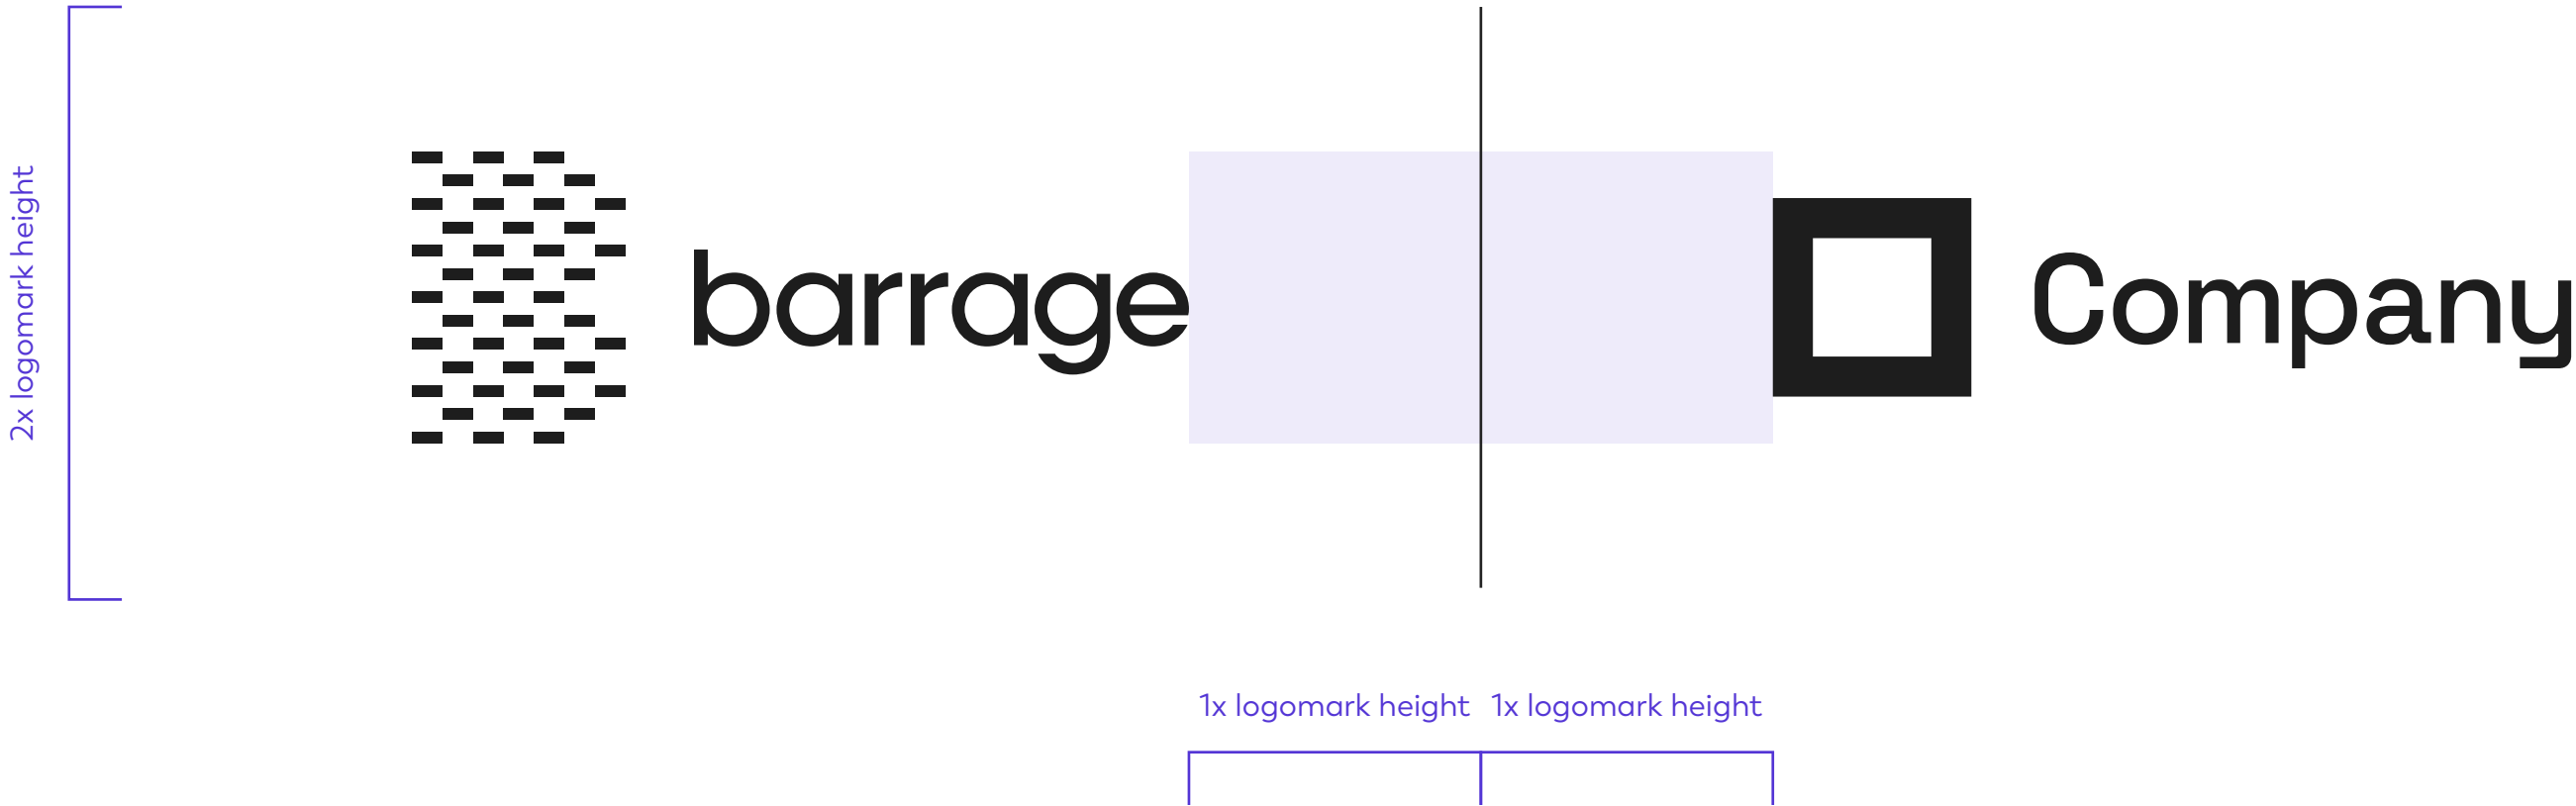 2x logomark height
barrage
Company
1x logomark height
1x logomark height